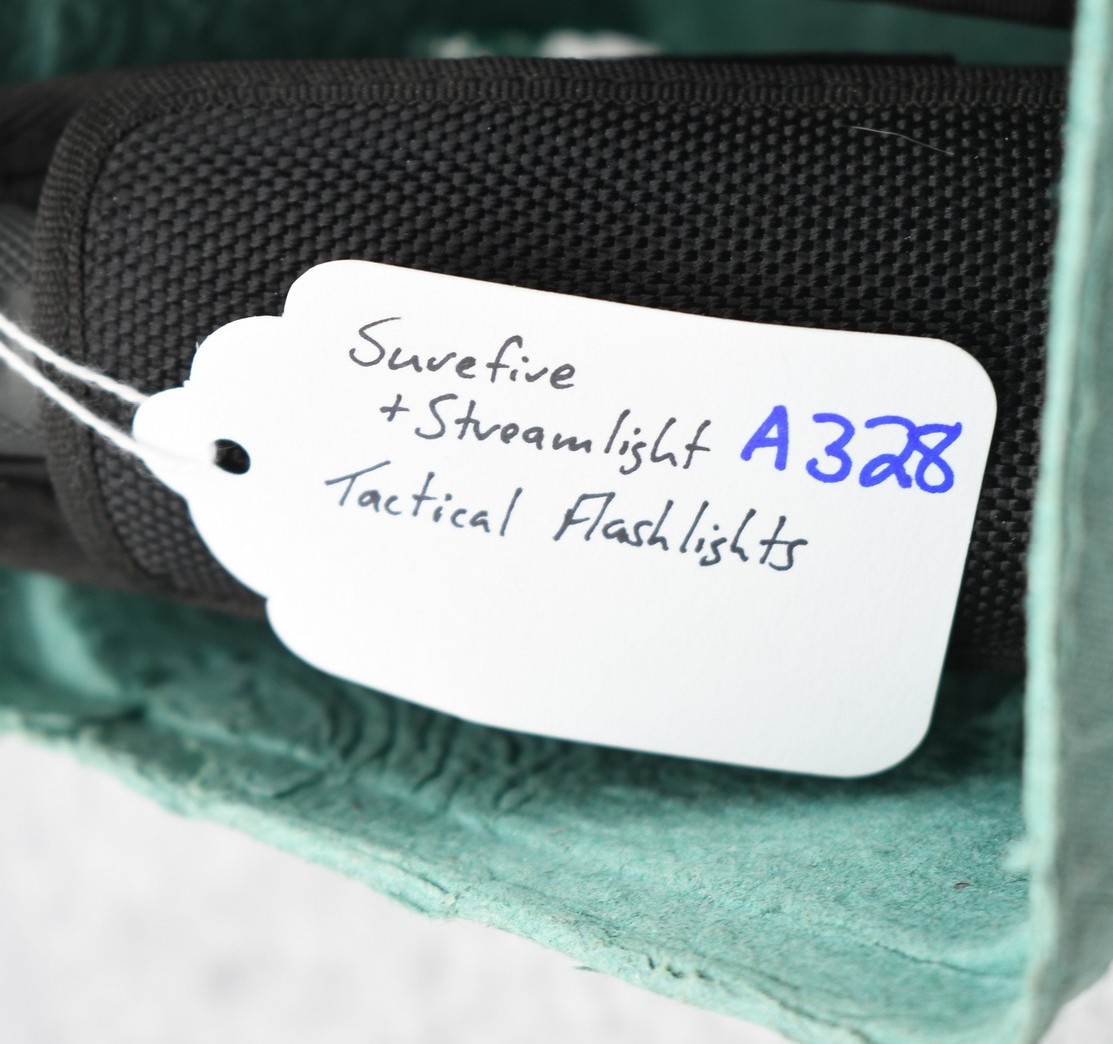 Surefire
+ Streamlight A328
Tactical Flashlights